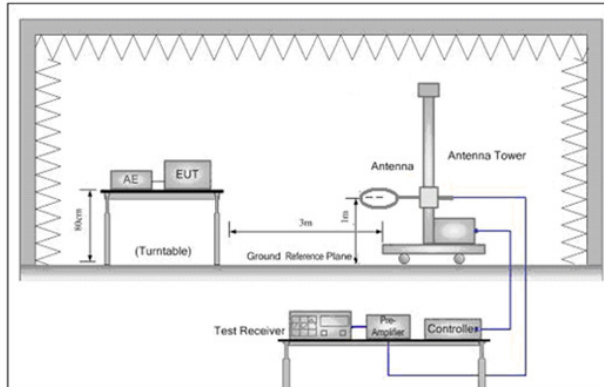 Antenna Tower
Antenna
AE
EUT
80cm
(Turntable)
3m
1m
Ground Reference Plane
Test Receiver
Pre-
Amplifier
Controller